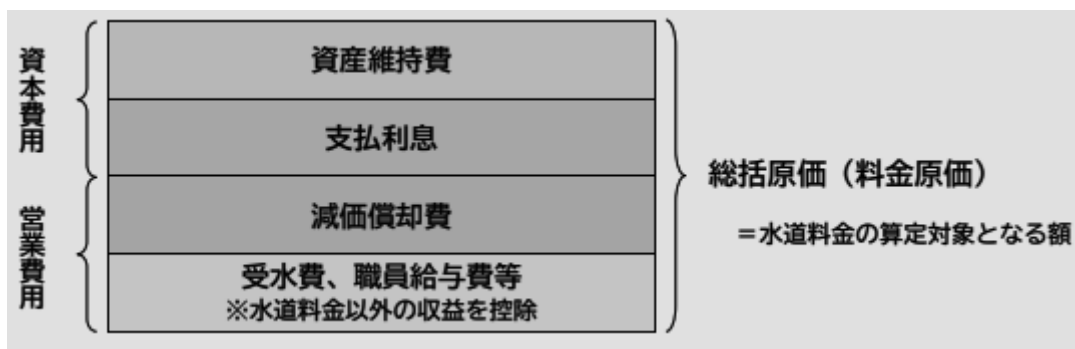 資本費用
資産維持費
支払利息
営業費用
減価償却費
受水費、職員給与費等
※水道料金以外の収益を控除
総括原価（料金原価）
＝水道料金の算定対象となる額